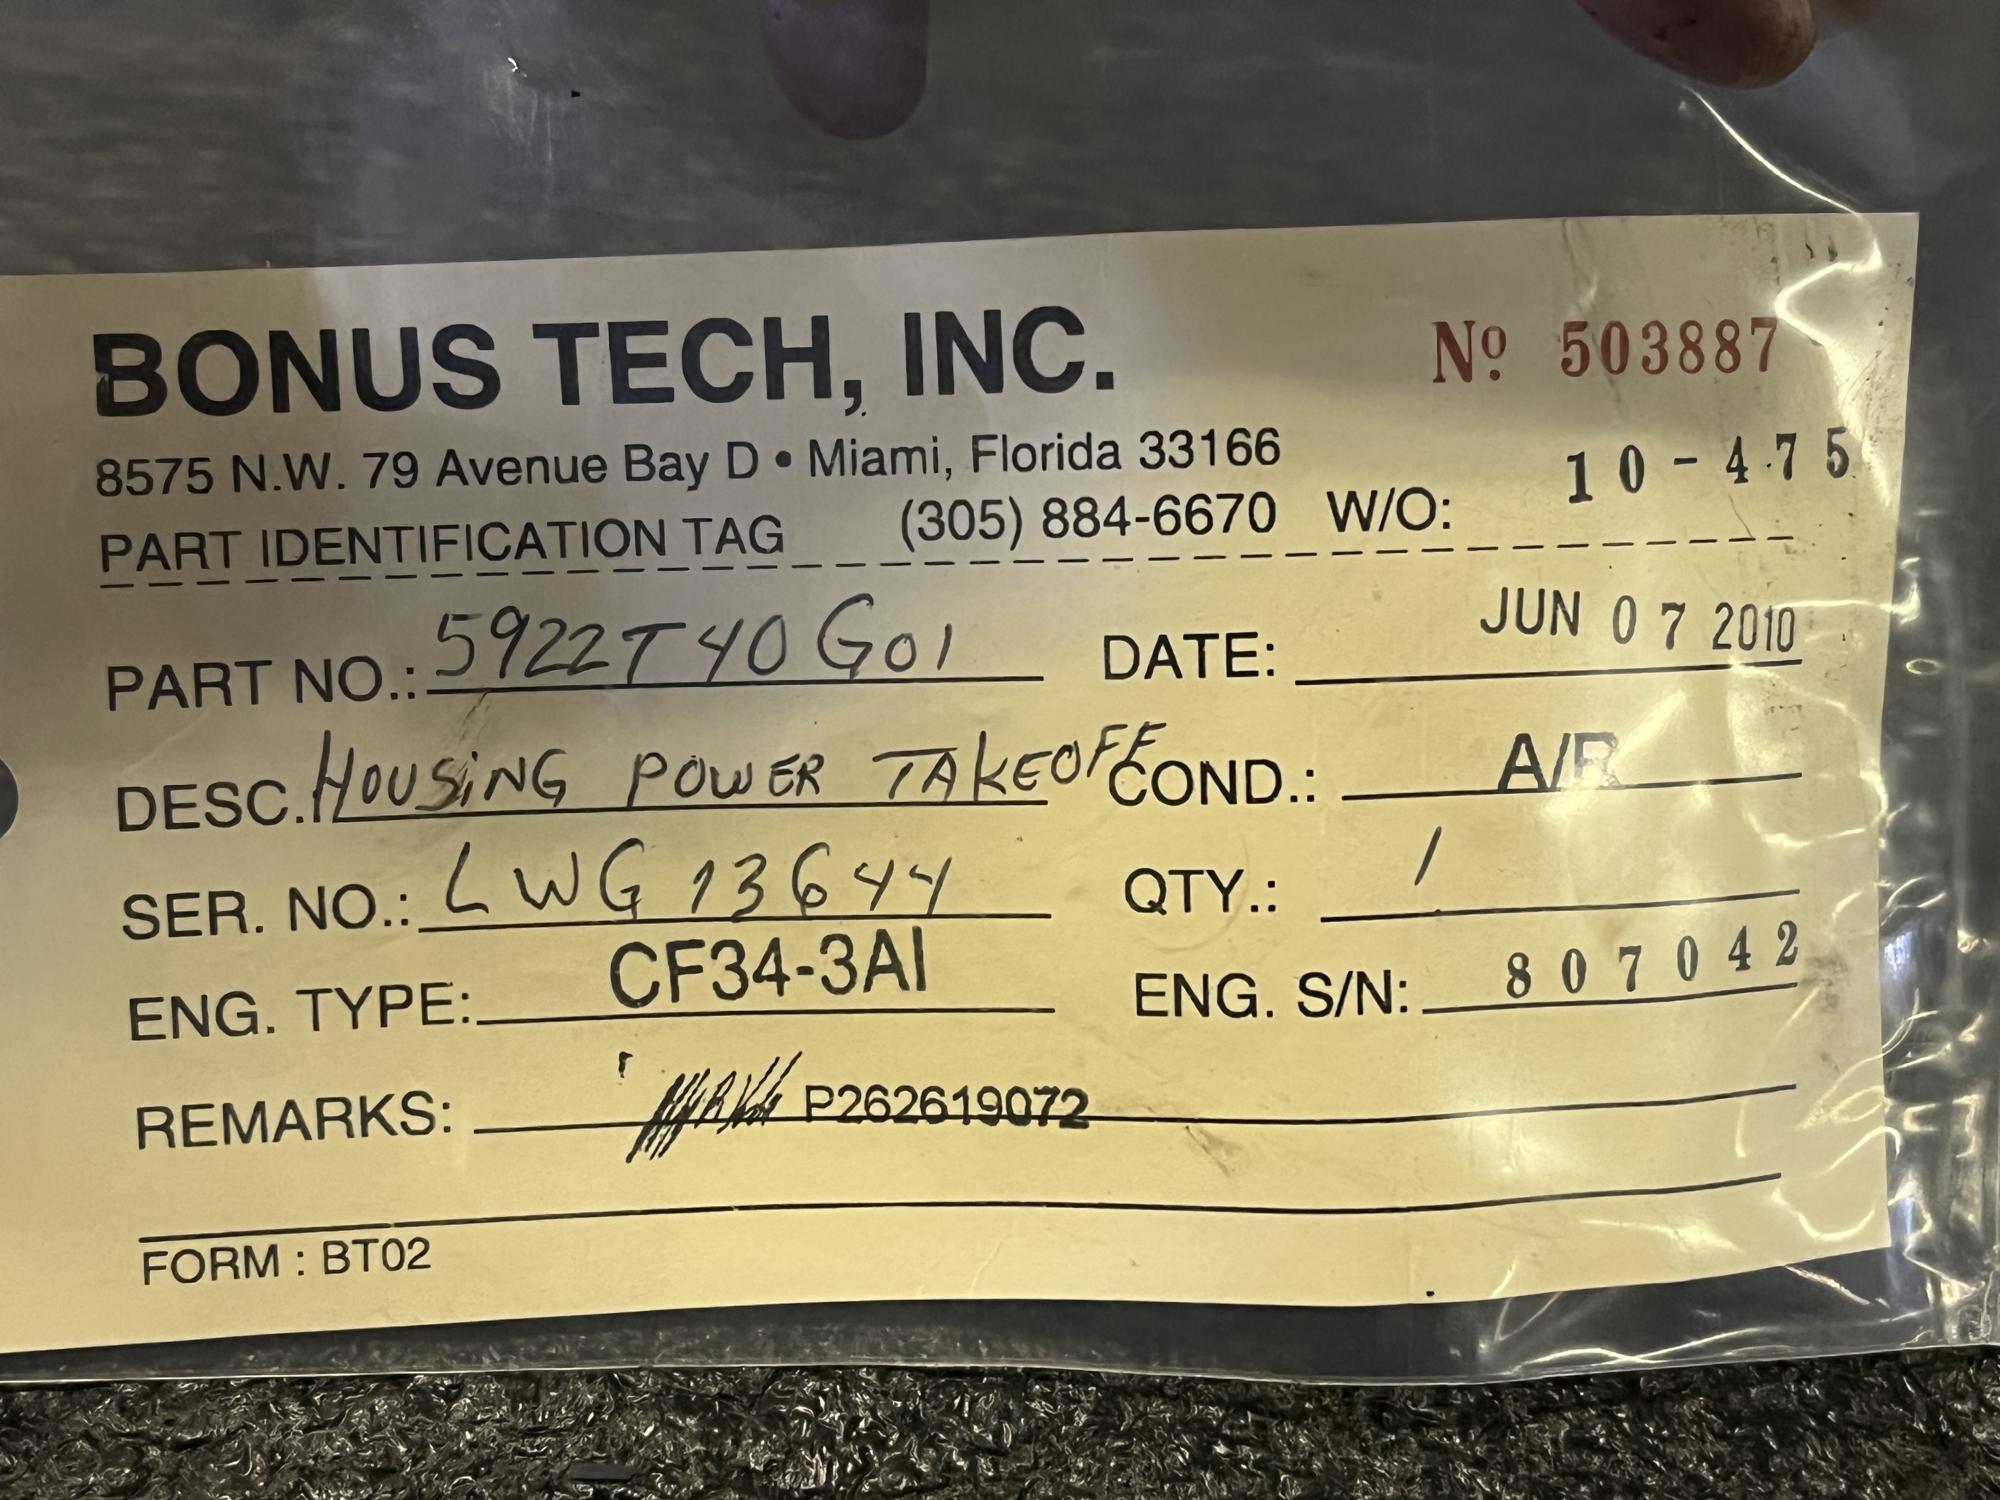 BONUS TECH, INC.
Nº 503887
8575 N.W. 79 Avenue Bay D • Miami, Florida 33166
PART IDENTIFICATION TAG (305) 884-6670 W/O: 10-475
PART NO.: 5922T40G01 DATE: JUN 07 2010
DESC. HOUSING POWER TAKEOFF COND.: A/R
SER. NO.: LWG13644 QTY.: 1
ENG. TYPE: CF34-3A1 ENG. S/N: 807042
REMARKS: P262619072
FORM : BT02